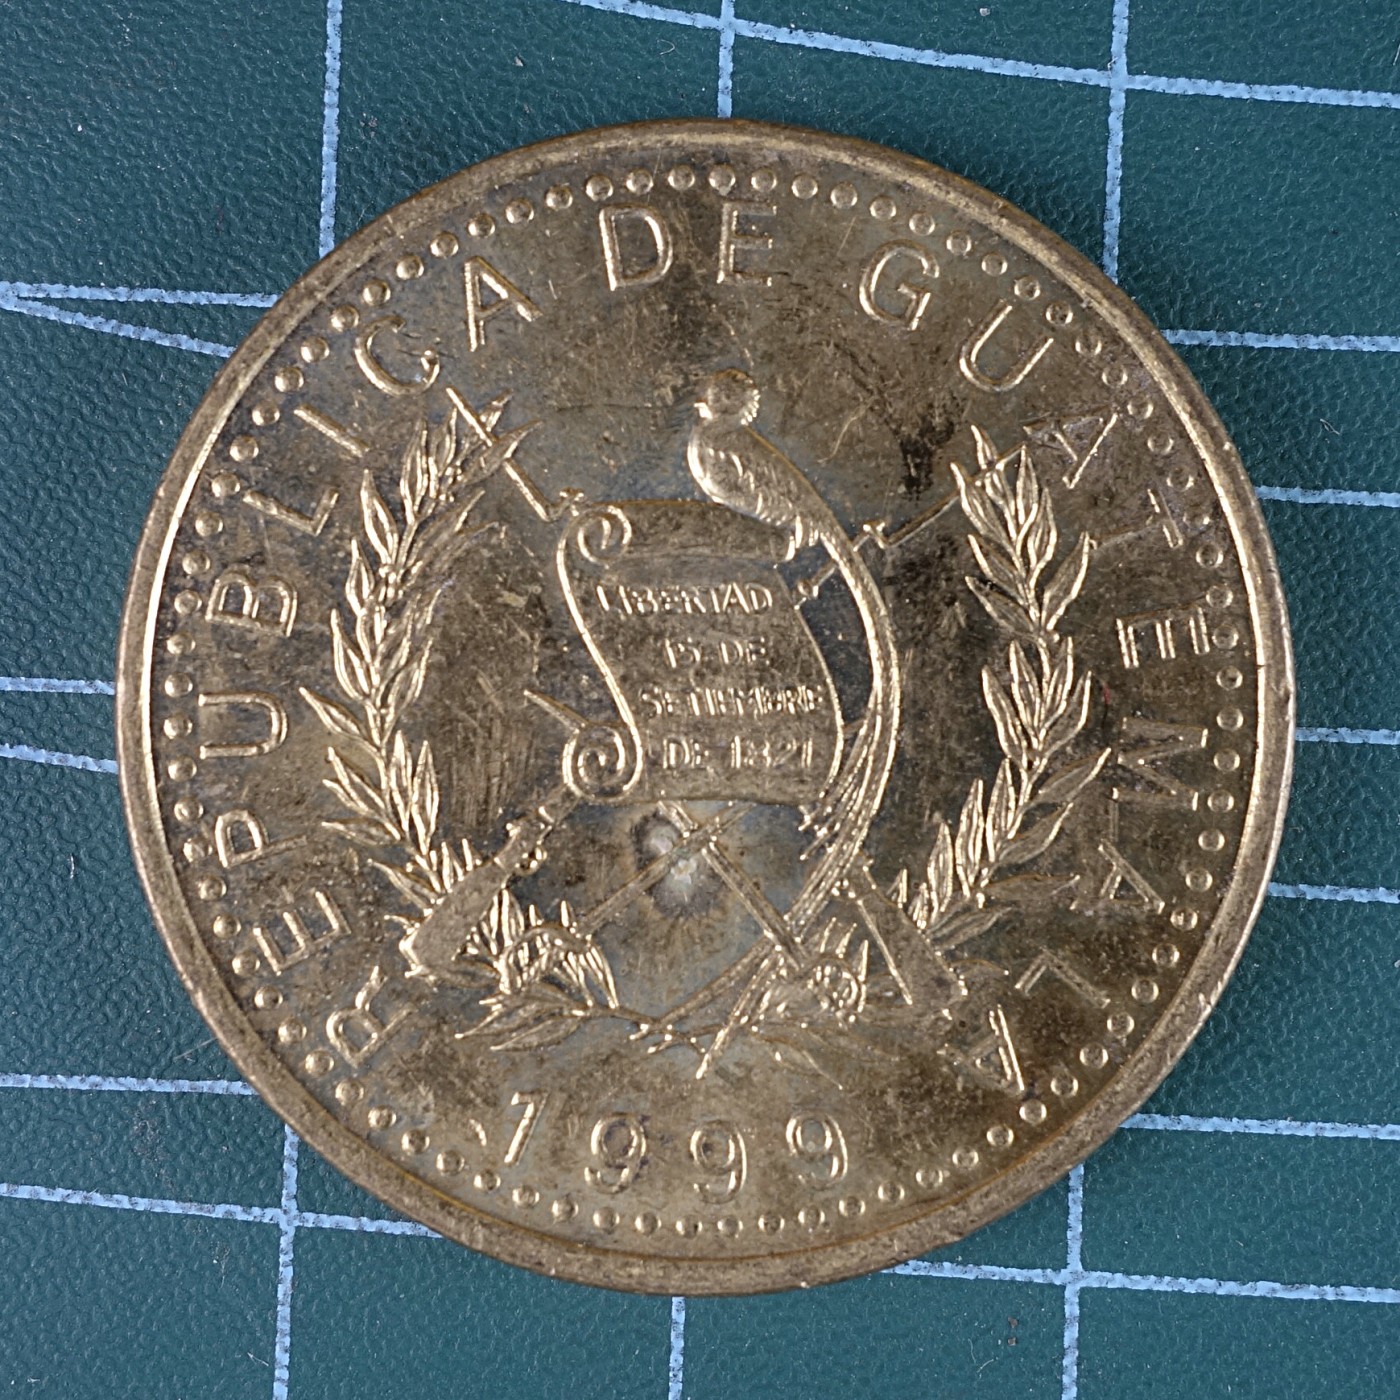 REPUBLICA DE GUATEMALA
LIBERTAD
15 DE
SETIEMBRE
DE 1821
1999